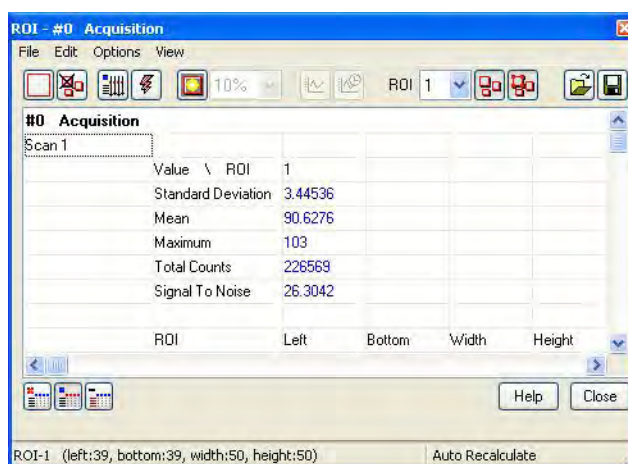 ROI - #0 Acquisition
File Edit Options View
10% ROI 1
#0 Acquisition
Scan 1
Value \ ROI 1
Standard Deviation 3.44536
Mean 90.6276
Maximum 103
Total Counts 226569
Signal To Noise 26.3042
ROI Left Bottom Width Height
Help Close
ROI-1 (left:39, bottom:39, width:50, height:50) Auto Recalculate